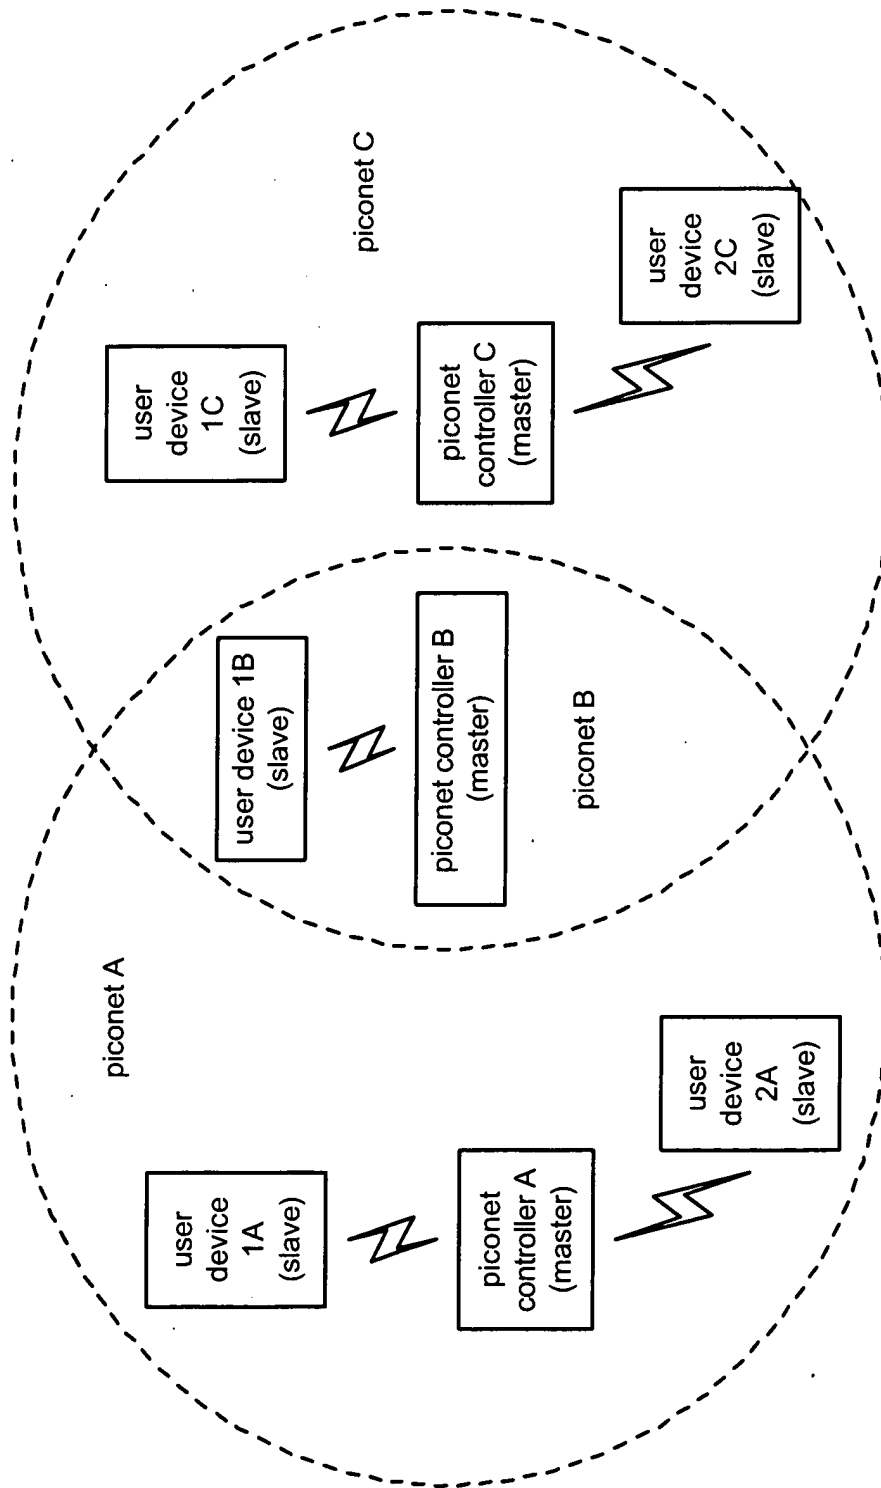 piconet A
user
device
1A
(slave)
piconet
controller A
(master)
user
device
2A
(slave)
user device 1B
(slave)
piconet controller B
(master)
piconet B
piconet C
user
device
1C
(slave)
piconet
controller C
(master)
user
device
2C
(slave)